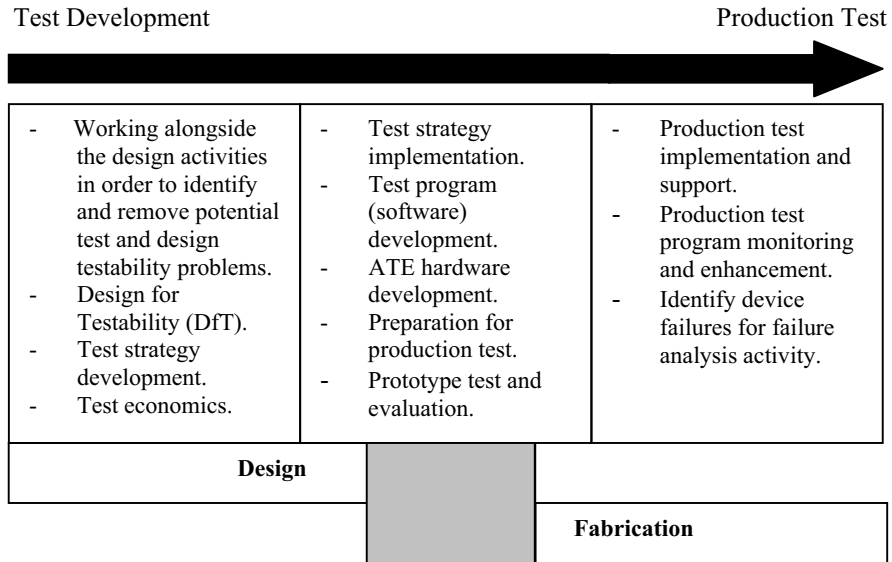 Test Development
Production Test
- Working alongside
the design activities
in order to identify
and remove potential
test and design
testability problems.
- Design for
Testability (DfT).
- Test strategy
development.
- Test economics.
- Test strategy
implementation.
- Test program
(software)
development.
- ATE hardware
development.
- Preparation for
production test.
- Prototype test and
evaluation.
- Production test
implementation and
support.
- Production test
program monitoring
and enhancement.
- Identify device
failures for failure
analysis activity.
Design
Fabrication